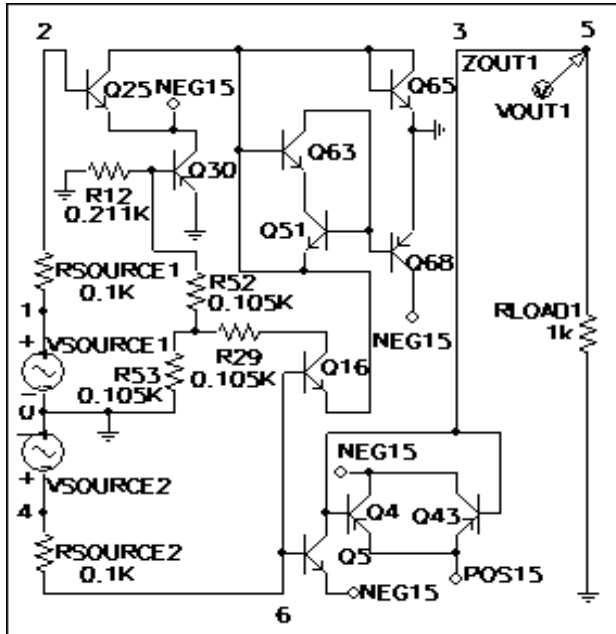 2
3
5
ZOUT1
Q25
NEG15
Q65
V
VOUT1
Q63
Q30
R12
0.211K
Q51
Q68
RSOURCE1
0.1K
R52
0.105K
NEG15
RLOAD1
1k
1
+
VSOURCE1
R29
0.105K
Q16
R53
0.105K
0
NEG15
+
VSOURCE2
4
Q4
Q43
RSOURCE2
0.1K
Q5
POS15
NEG15
6